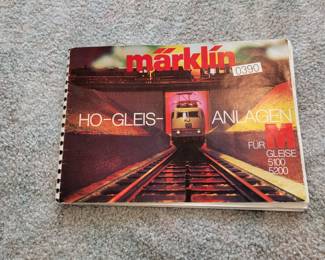 märklin
0390
HO-GLEIS-ANLAGEN
M
FÜR
GLEISE
5100
5200